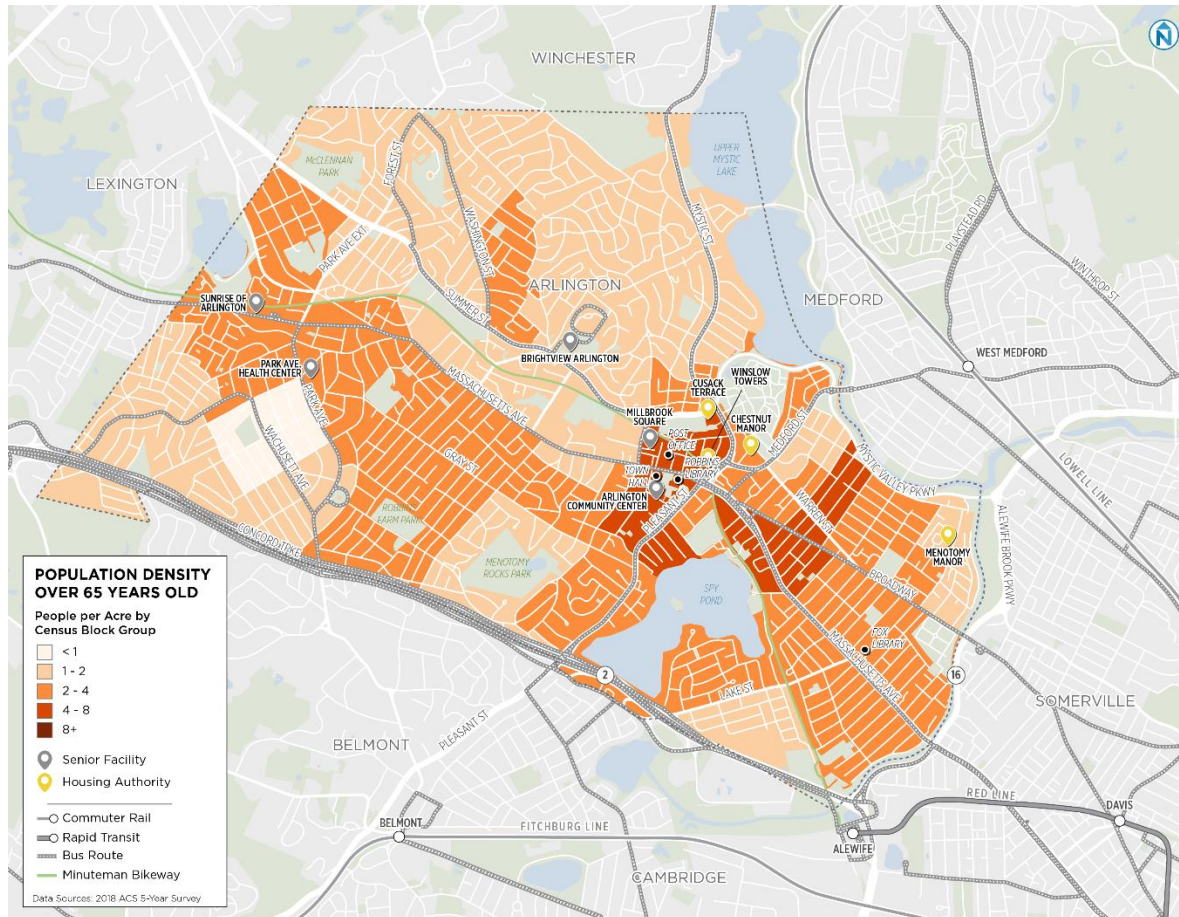 N
WINCHESTER
LEXINGTON
McCLENNAN
PARK
FOREST ST
UPPER
MYSTIC
LAKE
PLAYSTEAD RD
WASHINGTON ST
MYSTIC ST
WINTHROP ST
PARK AVE EXT.
ARLINGTON
MEDFORD
SUNRISE OF
ARLINGTON
SUMMER ST
BRIGHTVIEW ARLINGTON
WEST MEDFORD
PARK AVE.
HEALTH CENTER
MASSACHUSETTS AVE
CUSACK
TERRACE
WINSLOW
TOWERS
PARK AVE.
MILLBROOK
SQUARE
POST
OFFICE
CHESTNUT
MANOR
MEDFORD ST
WACHUSETT AVE
GRAY ST
TOWN
HALL
ROBBINS
LIBRARY
MYSTIC VALLEY PKWY
LOWELL LINE
ARLINGTON
COMMUNITY CENTER
PLEASANT ST
WARREN ST
ROBBINS
FARM PARK
CONCORD TPKE
MENOTOMY
ROCKS PARK
MENOTOMY
MANOR
ALEWIFE BROOK PKWY
BROADWAY
SPY
POND
FOX
LIBRARY
MASSACHUSETTS AVE
2
LAKE ST
16
SOMERVILLE
PLEASANT ST
BELMONT
RED LINE
DAVIS
BELMONT
FITCHBURG LINE
ALEWIFE
CAMBRIDGE
POPULATION DENSITY
OVER 65 YEARS OLD
People per Acre by
Census Block Group
< 1
1 - 2
2 - 4
4 - 8
8+
Senior Facility
Housing Authority
Commuter Rail
Rapid Transit
Bus Route
Minuteman Bikeway
Data Sources: 2018 ACS 5-Year Survey